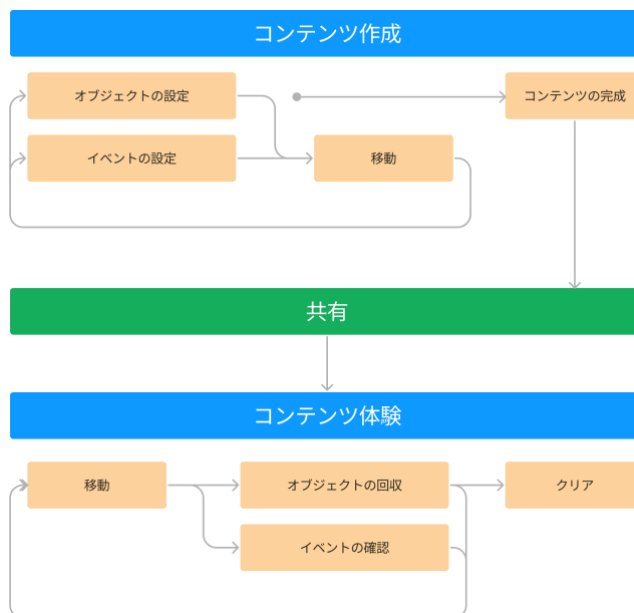 コンテンツ作成
オブジェクトの設定
コンテンツの完成
イベントの設定
移動
共有
コンテンツ体験
移動
オブジェクトの回収
クリア
イベントの確認